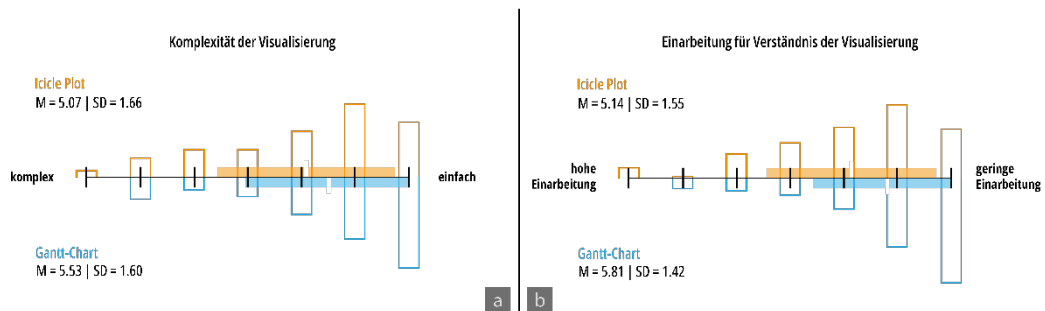 Komplexität der Visualisierung
Icicle Plot
M = 5.07 | SD = 1.66
komplex
einfach
Gantt-Chart
M = 5.53 | SD = 1.60
a
Einarbeitung für Verständnis der Visualisierung
Icicle Plot
M = 5.14 | SD = 1.55
hohe
Einarbeitung
geringe
Einarbeitung
Gantt-Chart
M = 5.81 | SD = 1.42
b